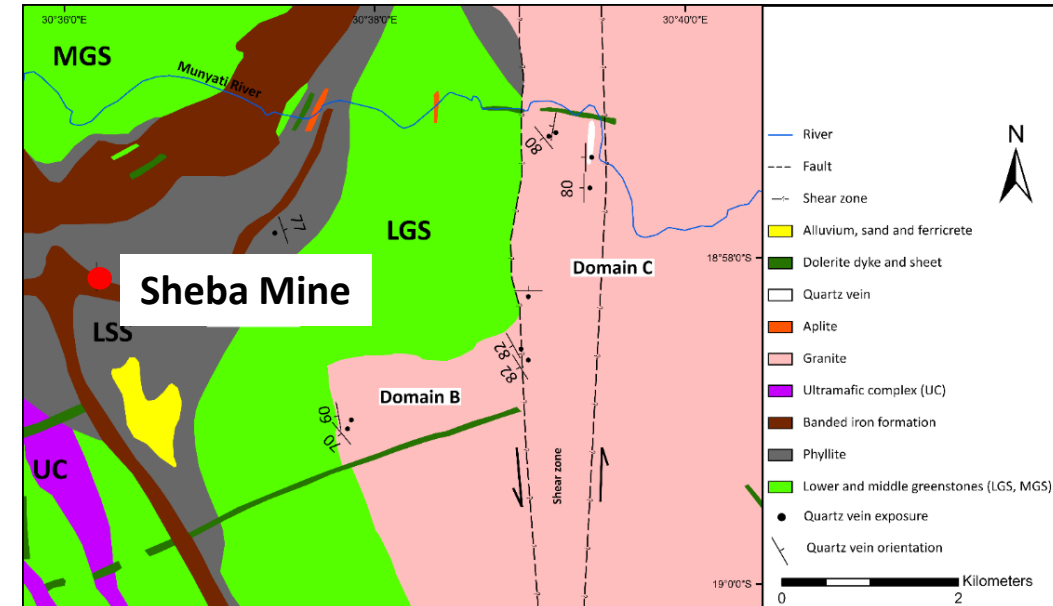 30°36'0"E
30°38'0"E
30°40'0"E
MGS
Munyati River
80
80
77
LGS
18°58'0"S
Domain C
Sheba Mine
LSS
82
82
Domain B
60
70
UC
Shear zone
19°0'0"S
N
River
Fault
Shear zone
Alluvium, sand and ferricrete
Dolerite dyke and sheet
Quartz vein
Aplite
Granite
Ultramafic complex (UC)
Banded iron formation
Phyllite
Lower and middle greenstones (LGS, MGS)
Quartz vein exposure
Quartz vein orientation
Kilometers
0 2